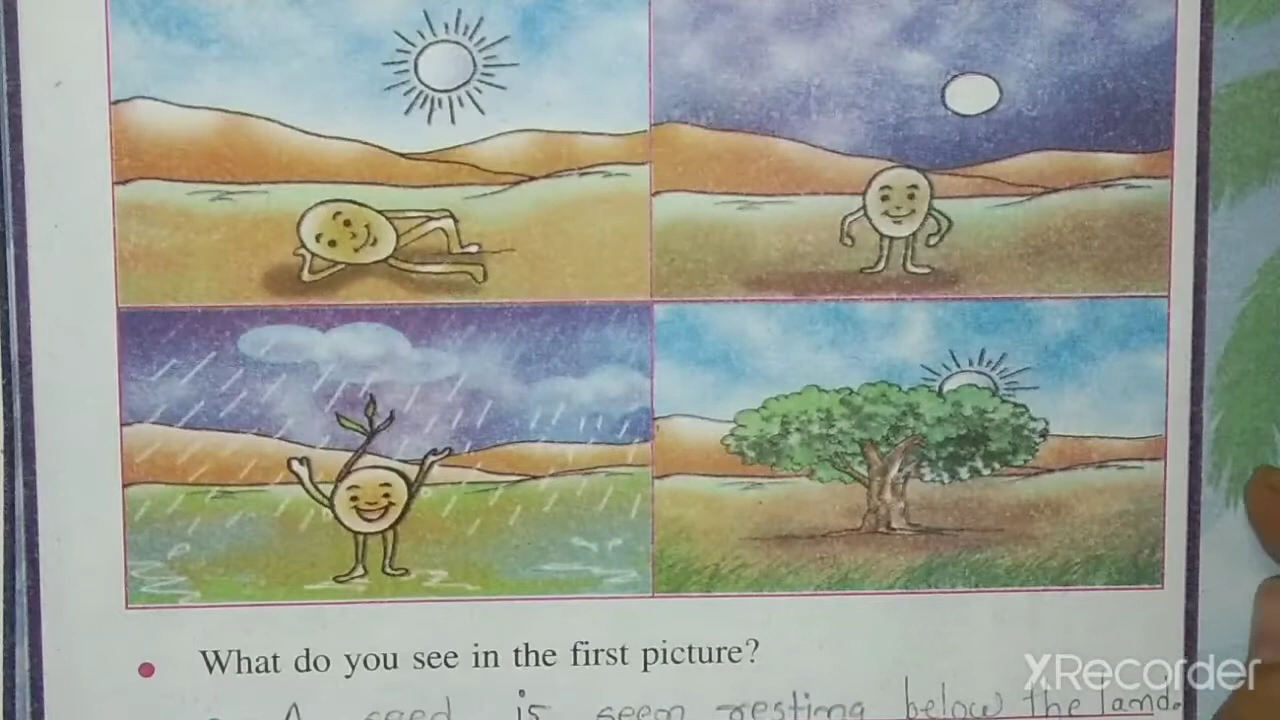 What do you see in the first picture?
A seed is seen resting below the land.
XRecorder